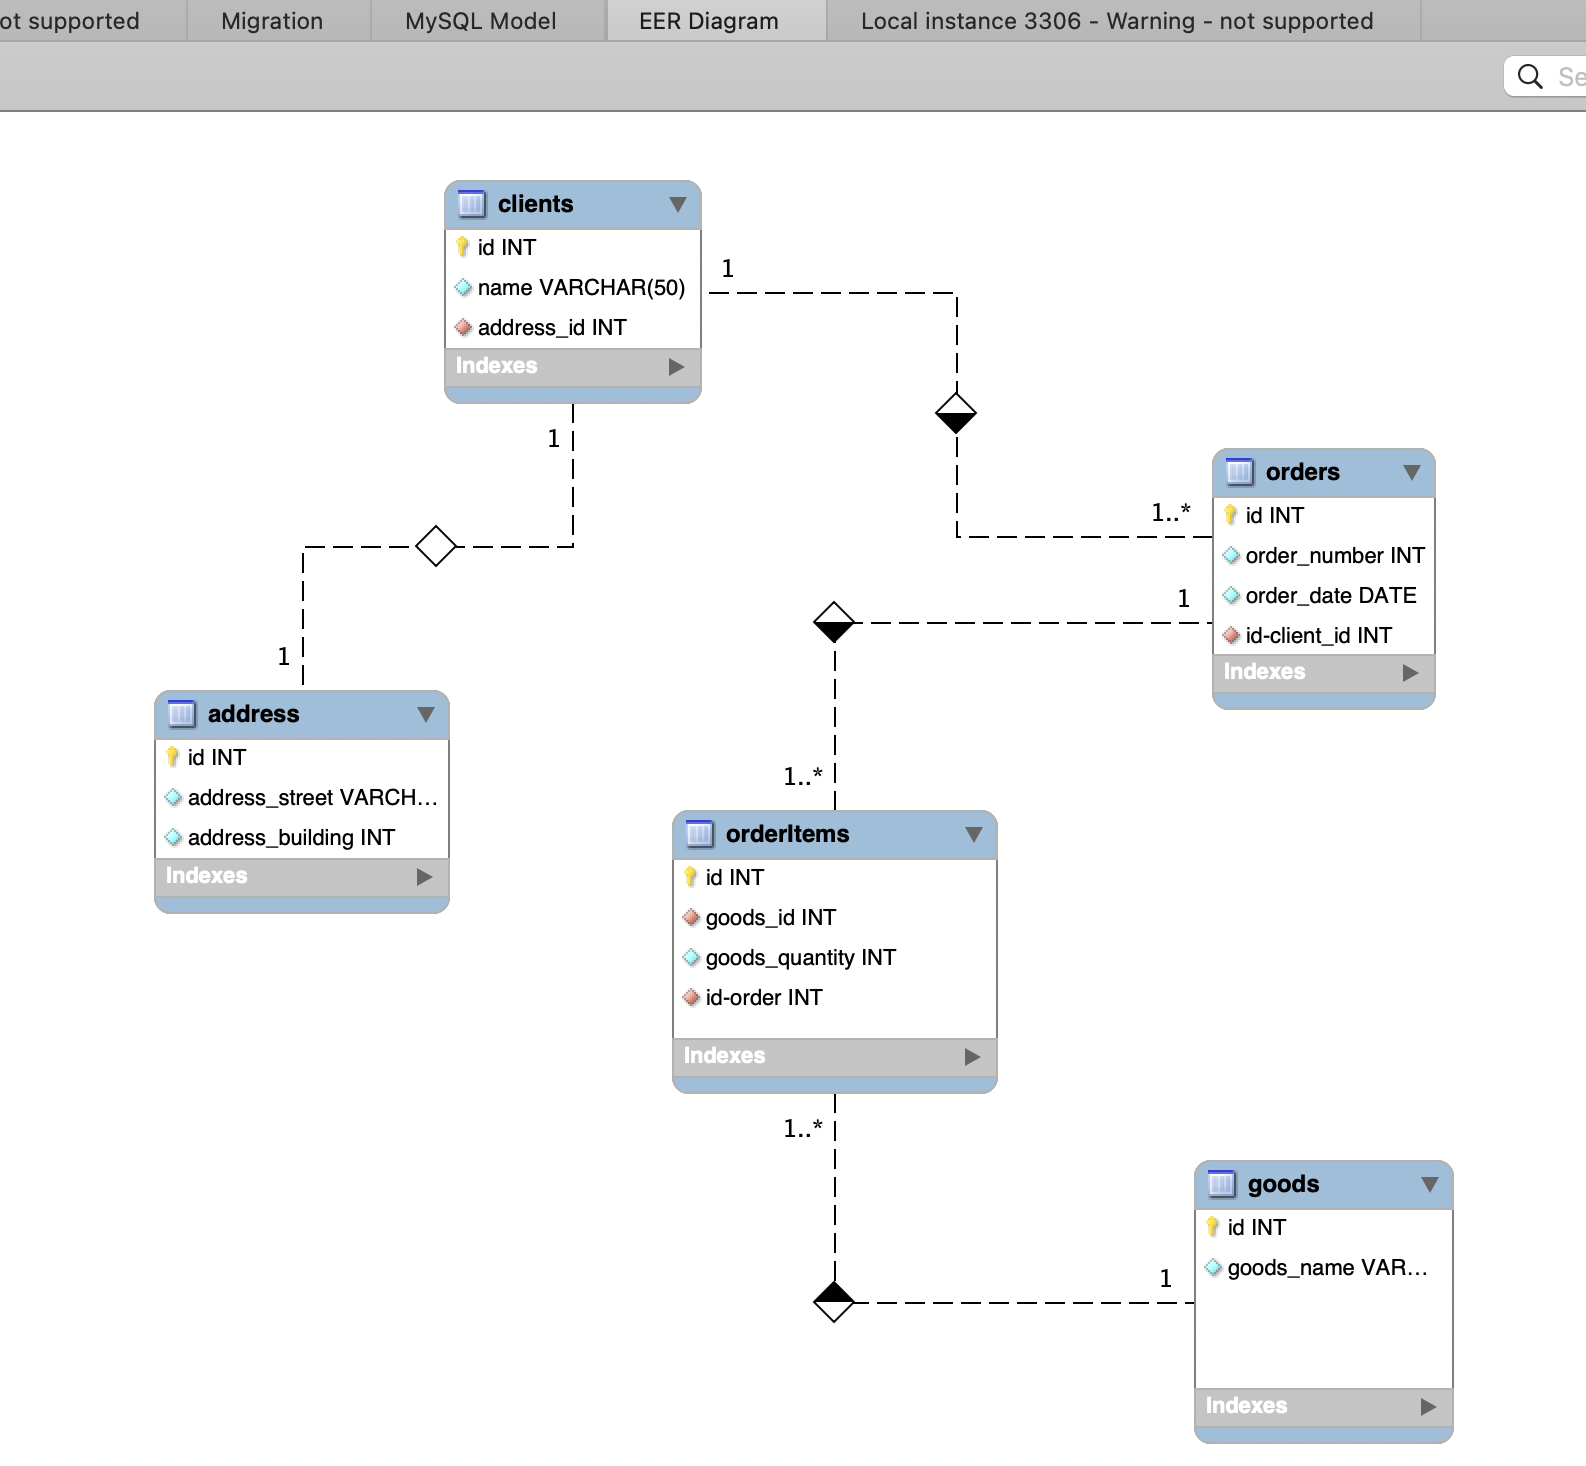 ot supported
Migration
MySQL Model
EER Diagram
Local instance 3306 - Warning - not supported
Se
clients
id INT
name VARCHAR(50)
address_id INT
Indexes
1
1
1
1..*
orders
id INT
order_number INT
order_date DATE
id-client_id INT
Indexes
1
1..*
address
id INT
address_street VARCH...
address_building INT
Indexes
orderItems
id INT
goods_id INT
goods_quantity INT
id-order INT
Indexes
1..*
1
goods
id INT
goods_name VAR...
Indexes